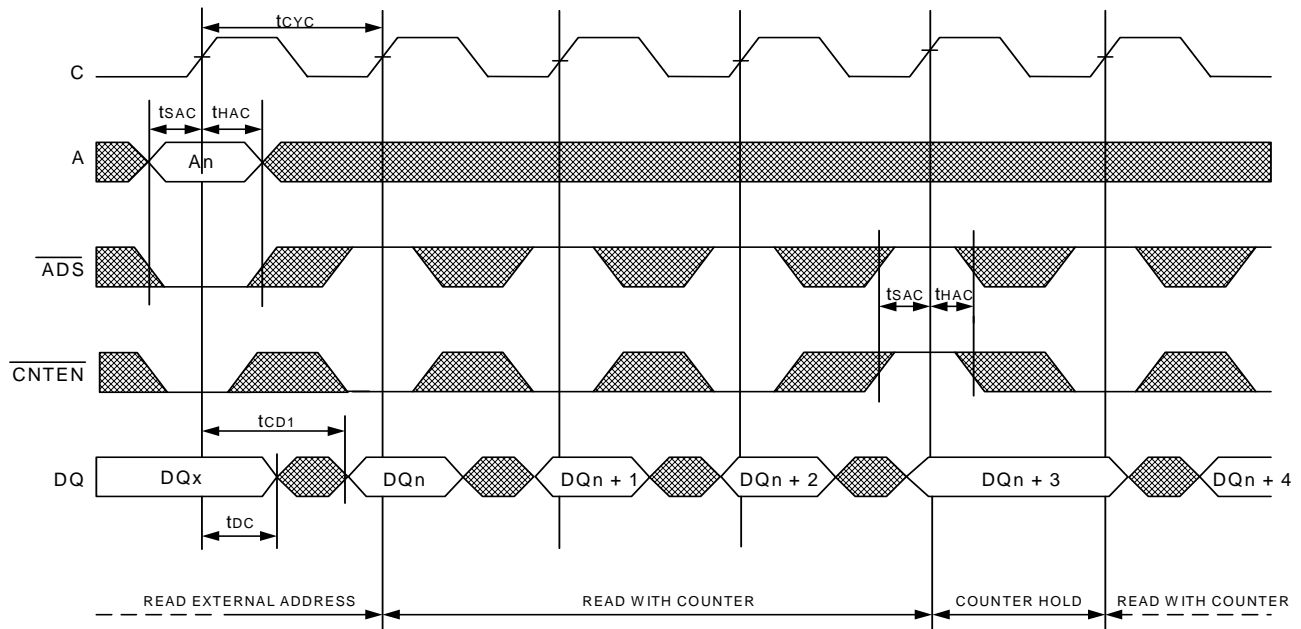 tCYC
C
tSAC tHAC
A An
ADS
tSAC tHAC
CNTEN
tCD1
DQ DQx DQn DQn + 1 DQn + 2 DQn + 3 DQn + 4
tDC
READ EXTERNAL ADDRESS READ WITH COUNTER COUNTER HOLD READ WITH COUNTER